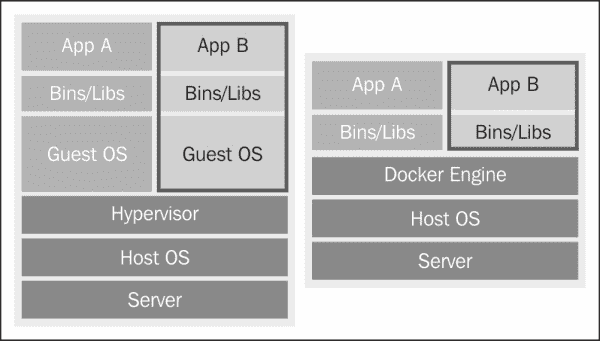 App A
App B
Bins/Libs
Bins/Libs
Guest OS
Guest OS
Hypervisor
Host OS
Server
App A
App B
Bins/Libs
Bins/Libs
Docker Engine
Host OS
Server